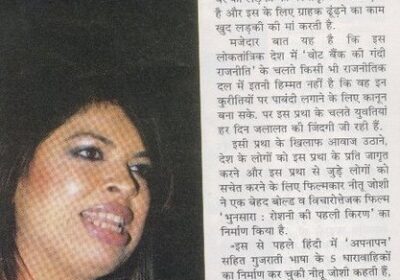 है और इस के लिए ग्राहक ढूंढ़ने का काम
खुद लड़की की मां करती है.
मजेदार बात यह है कि इस
लोकतांत्रिक देश में 'वोट बैंक की गंदी
राजनीति' के चलते किसी भी राजनीतिक
दल में इतनी हिम्मत नहीं है कि वह इन
कुरीतियों पर पाबंदी लगाने के लिए कानून
बना सके. पर इस प्रथा के चलते युवतियां
हर दिन जलालत की जिंदगी जी रही हैं.
इसी प्रथा के खिलाफ आवाज उठाने,
देश के लोगों को इस प्रथा के प्रति जागृत
करने और इस प्रथा से जुड़े लोगों को
सचेत करने के लिए फिल्मकार नीतू जोशी
ने एक बेहद बोल्ड व विचारोत्तेजक फिल्म
'भुनसारा : रोशनी की पहली किरण' का
निर्माण किया है.
इस से पहले हिंदी में 'अपनापन'
सहित गुजराती भाषा के 5 धारावाहिकों
का निर्माण कर चुकी नीतू जोशी कहती हैं,